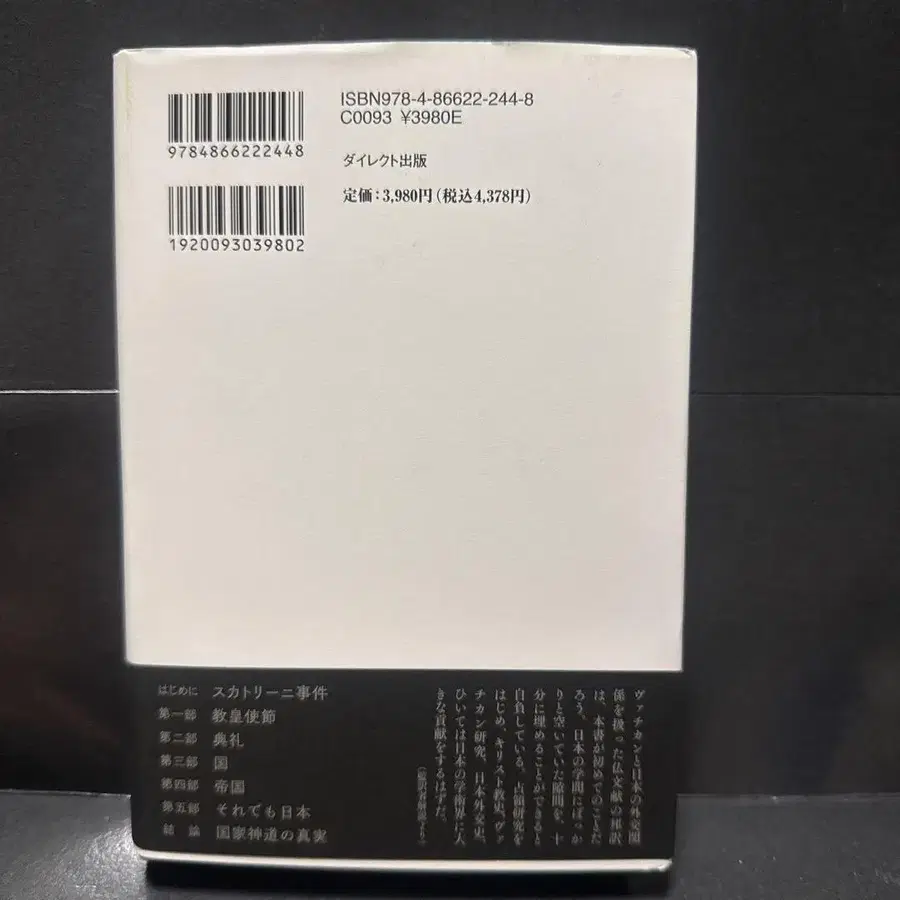 ISBN978-4-86622-244-8
C0093 ¥3980E
9784866222448
ダイレクト出版
定価：3,980円（税込4,378円）
1920093039802
はじめに　スカトリーニ事件
第一部　教皇使節
第二部　典礼
第三部　国
第四部　帝国
第五部　それでも日本
結　論　国家神道の真実
ヴァチカンと日本の外交関
係を扱った仏文献の邦訳
は、本書が初めてのことだ
ろう。日本の学問にぽっか
りと空いていた隙間を、十
分に埋めることができると
自負している。占領研究を
はじめ、キリスト教史、ヴァ
チカン研究、日本外交史、
ひいては日本の学術界に大
きな貢献をするはずだ。